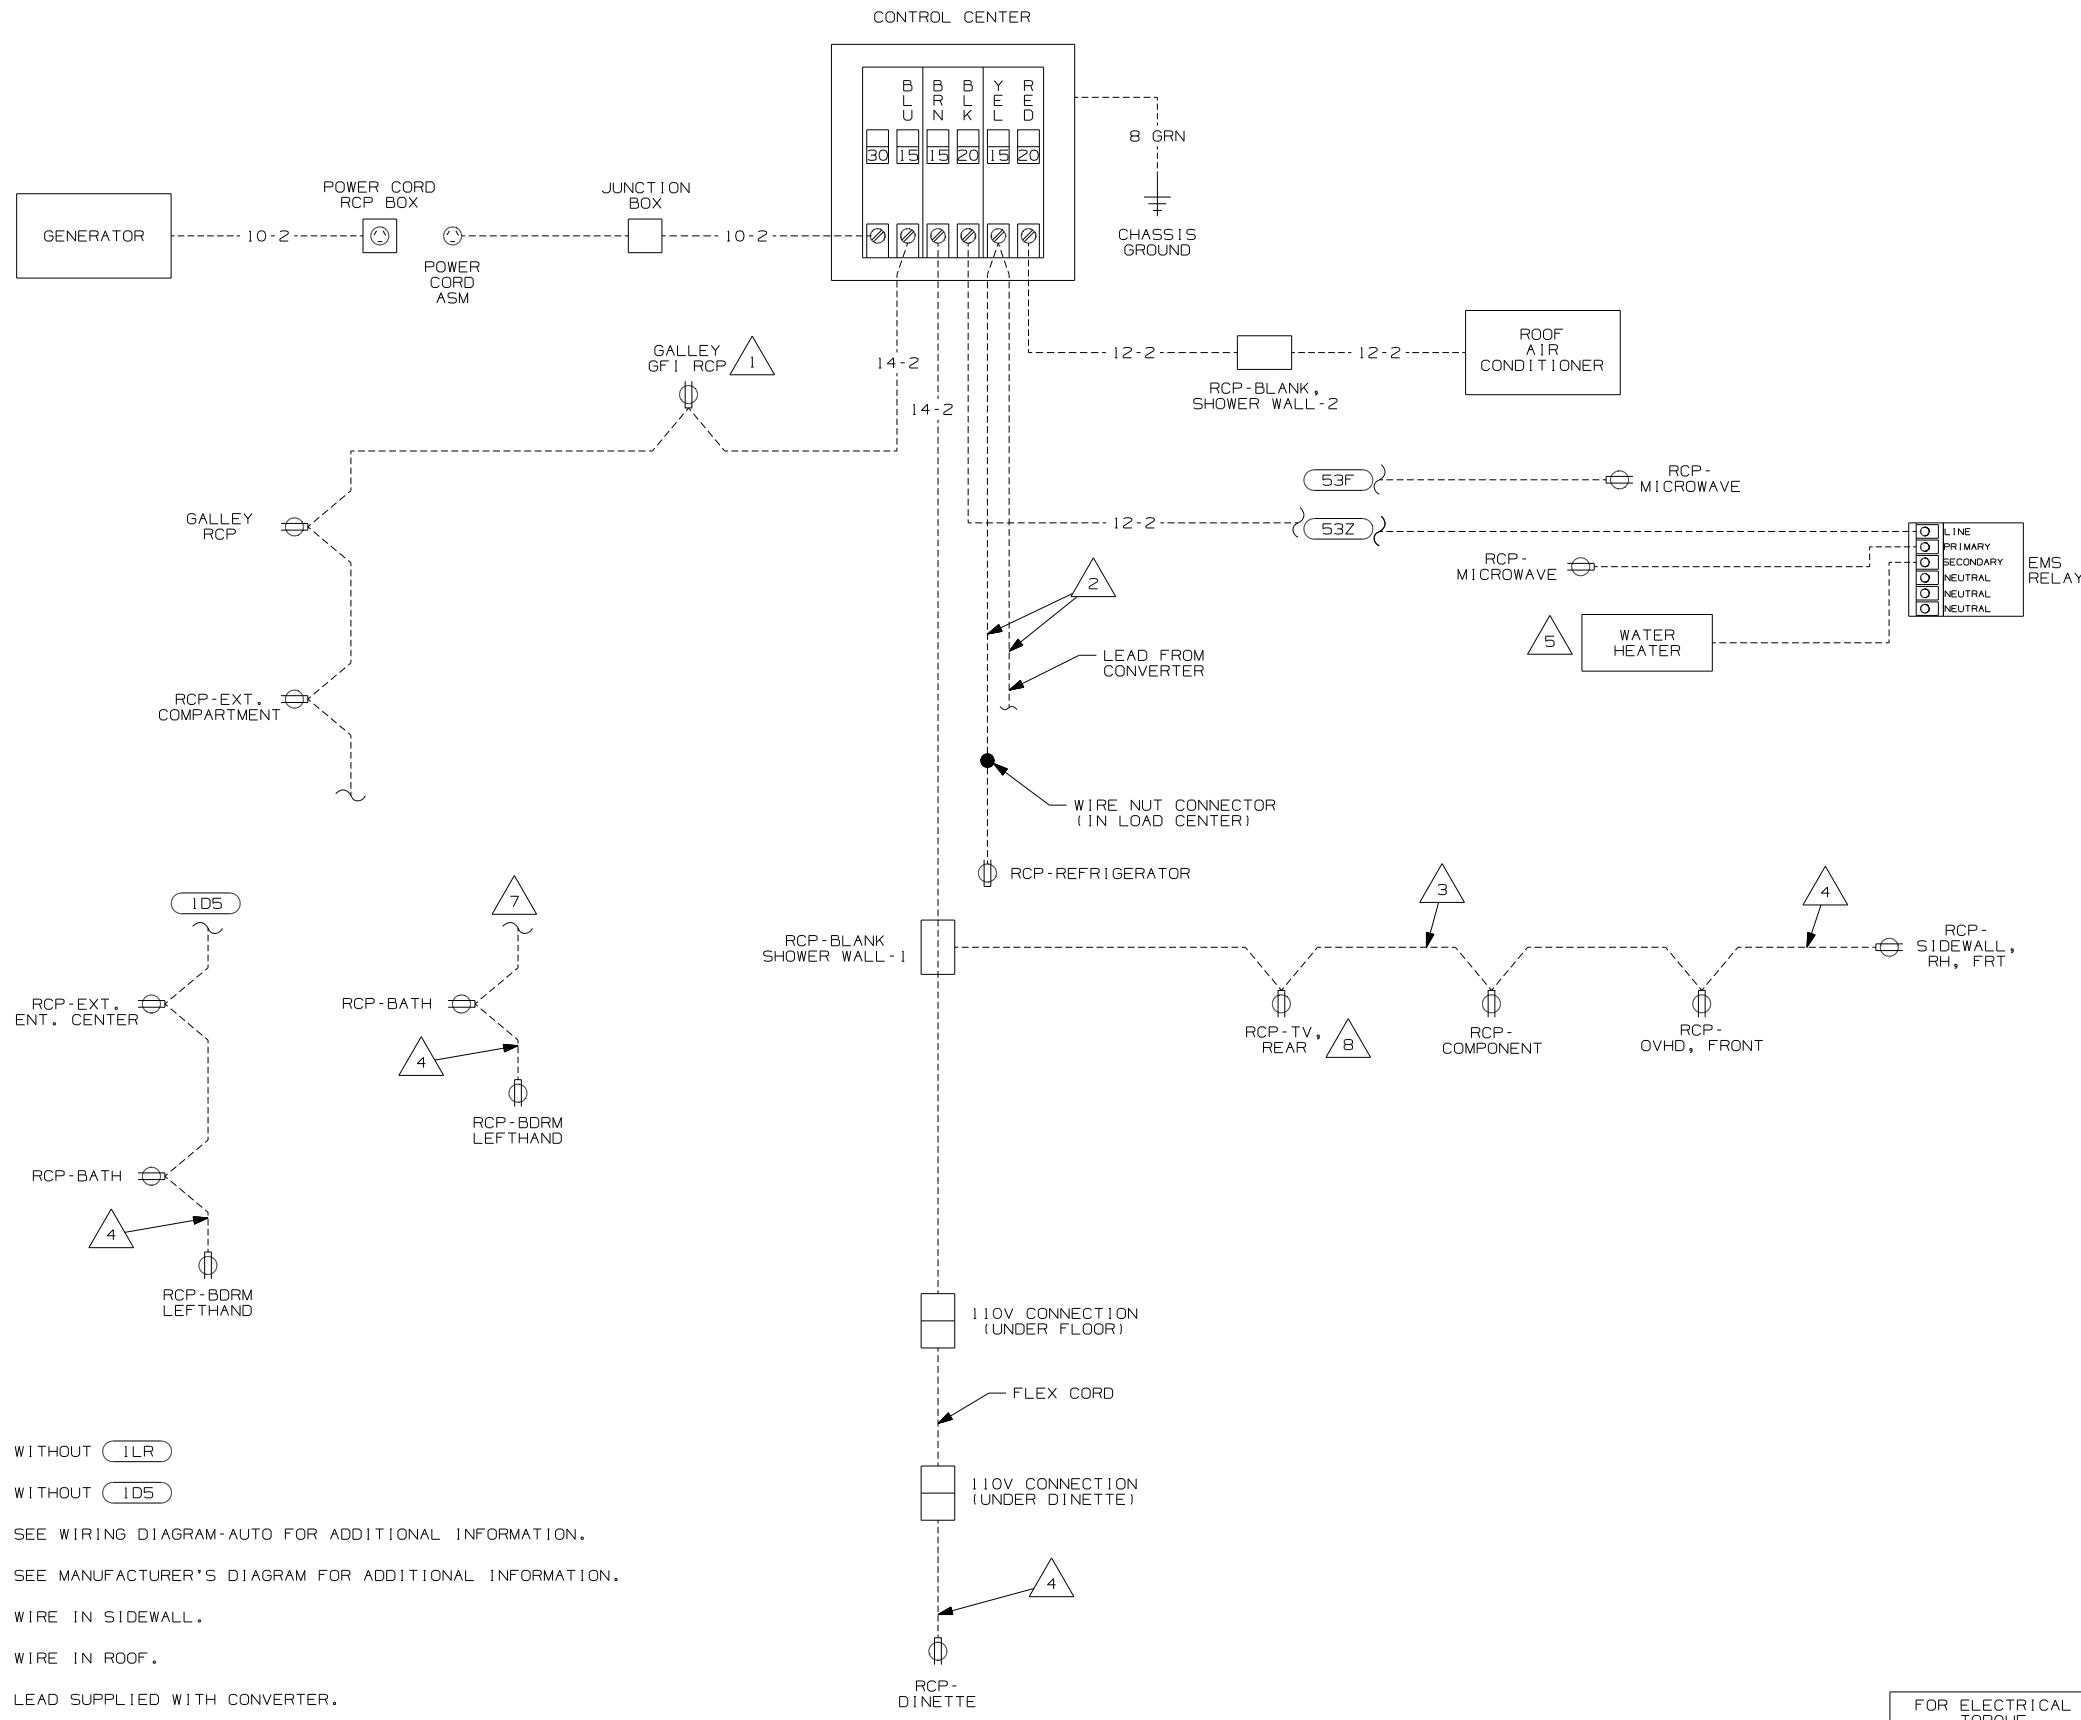 CONTROL CENTER
BLU
BRN
BLK
YEL
RED
30
15
15
20
15
20
8 GRN
CHASSIS
GROUND
GENERATOR
10-2
POWER CORD
RCP BOX
POWER
CORD
ASM
JUNCTION
BOX
10-2
GALLEY
GFI RCP
1
14-2
14-2
12-2
RCP-BLANK,
SHOWER WALL-2
12-2
ROOF
AIR
CONDITIONER
GALLEY
RCP
RCP-EXT.
COMPARTMENT
53F
RCP-
MICROWAVE
12-2
53Z
RCP-
MICROWAVE
LINE
PRIMARY
SECONDARY
NEUTRAL
NEUTRAL
NEUTRAL
EMS
RELAY
5
WATER
HEATER
2
LEAD FROM
CONVERTER
WIRE NUT CONNECTOR
(IN LOAD CENTER)
RCP-REFRIGERATOR
1D5
RCP-EXT.
ENT. CENTER
RCP-BATH
4
RCP-BDRM
LEFTHAND
7
RCP-BATH
4
RCP-BDRM
LEFTHAND
RCP-BLANK
SHOWER WALL-1
3
4
RCP-TV,
REAR
8
RCP-
COMPONENT
RCP-
OVHD, FRONT
RCP-
SIDEWALL,
RH, FRT
110V CONNECTION
(UNDER FLOOR)
FLEX CORD
110V CONNECTION
(UNDER DINETTE)
4
RCP-
DINETTE
WITHOUT 1LR
WITHOUT 1D5
SEE WIRING DIAGRAM-AUTO FOR ADDITIONAL INFORMATION.
SEE MANUFACTURER'S DIAGRAM FOR ADDITIONAL INFORMATION.
WIRE IN SIDEWALL.
WIRE IN ROOF.
LEAD SUPPLIED WITH CONVERTER.
FOR ELECTRICAL